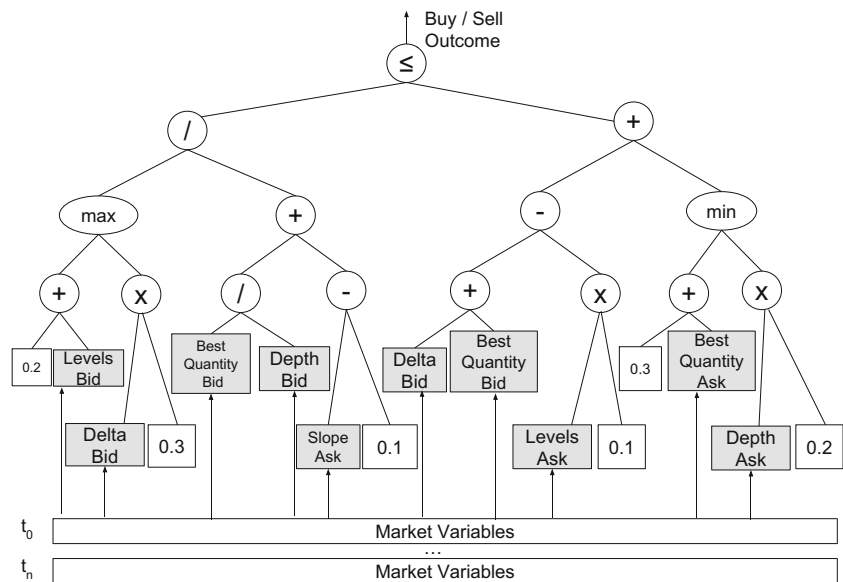 Buy / Sell
Outcome
≤
/
+
max
+
-
min
+
x
/
-
+
x
+
x
0.2
Levels
Bid
Best
Quantity
Bid
Depth
Bid
Delta
Bid
Best
Quantity
Bid
0.3
Best
Quantity
Ask
Delta
Bid
0.3
Slope
Ask
0.1
Levels
Ask
0.1
Depth
Ask
0.2
t0 Market Variables
...
tn Market Variables